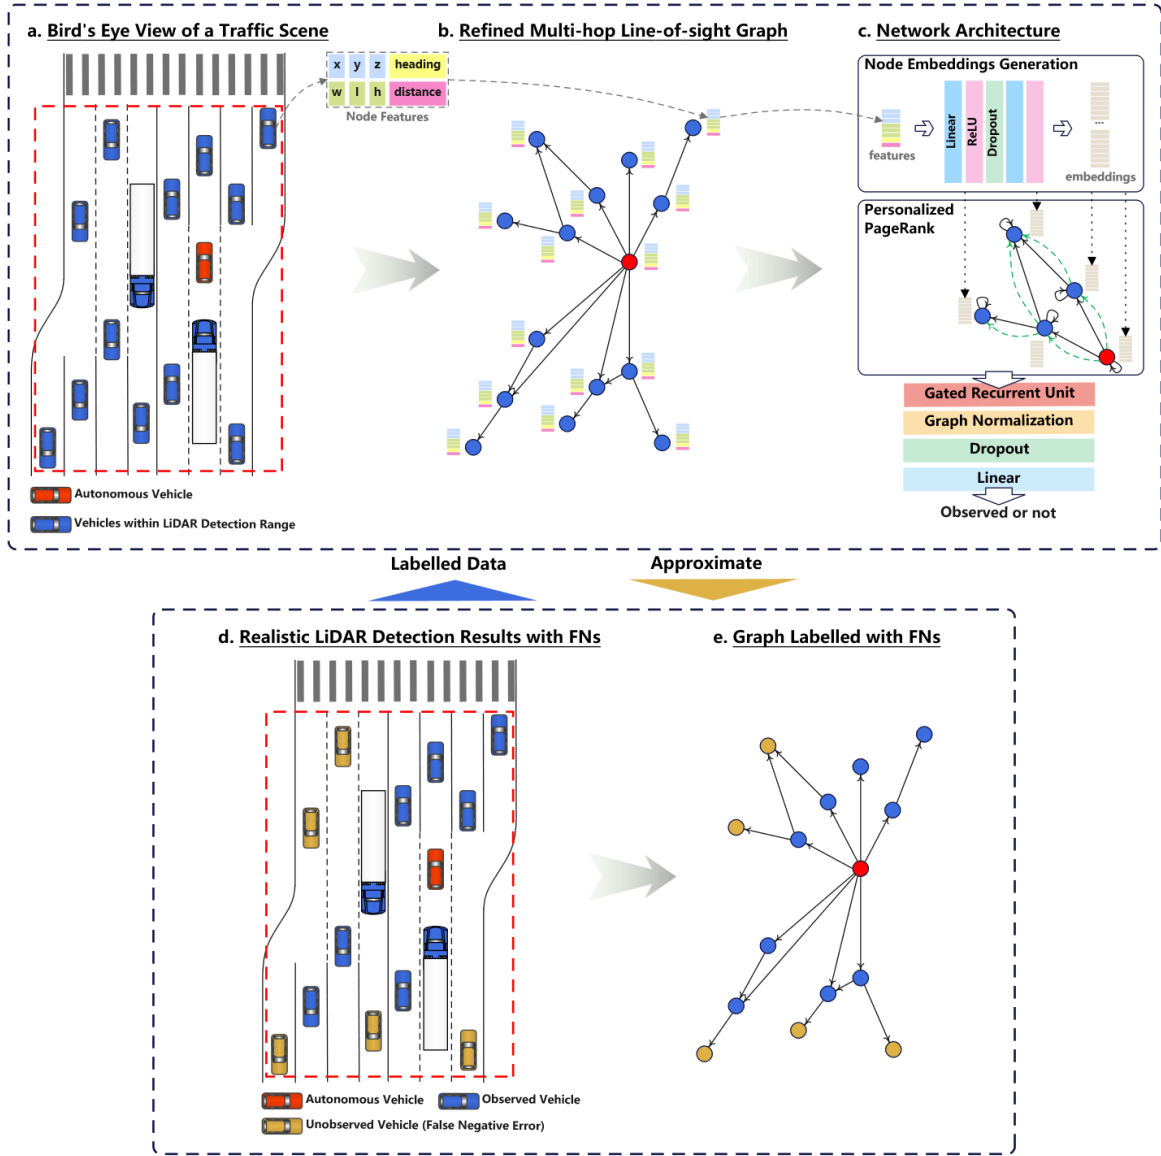 a. Bird's Eye View of a Traffic Scene
b. Refined Multi-hop Line-of-sight Graph
c. Network Architecture
x y z heading
w l h distance
Node Features
Node Embeddings Generation
features
Linear
ReLU
Dropout
...
embeddings
Personalized
PageRank
Gated Recurrent Unit
Graph Normalization
Dropout
Linear
Observed or not
Autonomous Vehicle
Vehicles within LiDAR Detection Range
Labelled Data
Approximate
d. Realistic LiDAR Detection Results with FNs
e. Graph Labelled with FNs
Autonomous Vehicle
Observed Vehicle
Unobserved Vehicle (False Negative Error)